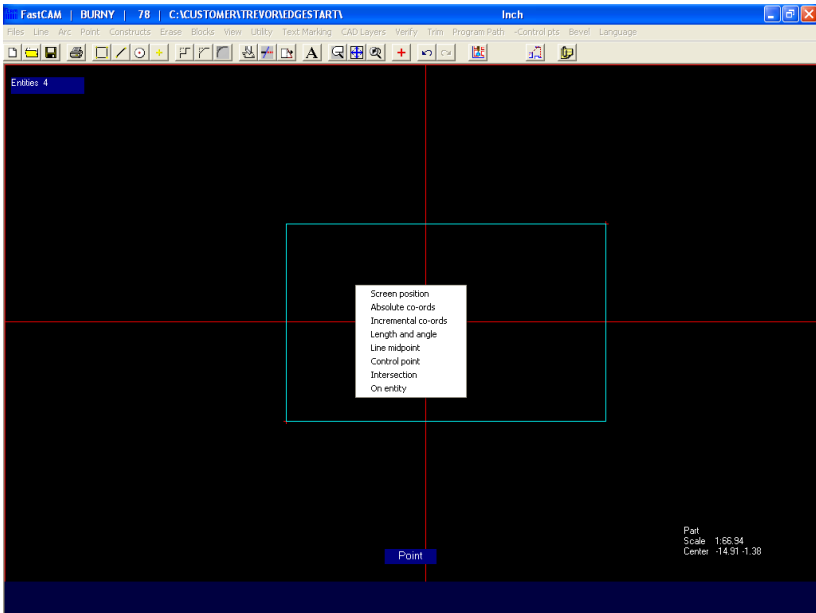 FastCAM | BURNY | 78 | C:\CUSTOMER\TREVOR\EDGESTART\ Inch
Files Line Arc Point Constructs Erase Blocks View Utility Text Marking CAD Layers Verify Trim Program Path -Control pts Bevel Language
A
Entities 4
Screen position
Absolute co-ords
Incremental co-ords
Length and angle
Line midpoint
Control point
Intersection
On entity
Part
Scale 1:66.94
Center -14.91 -1.38
Point